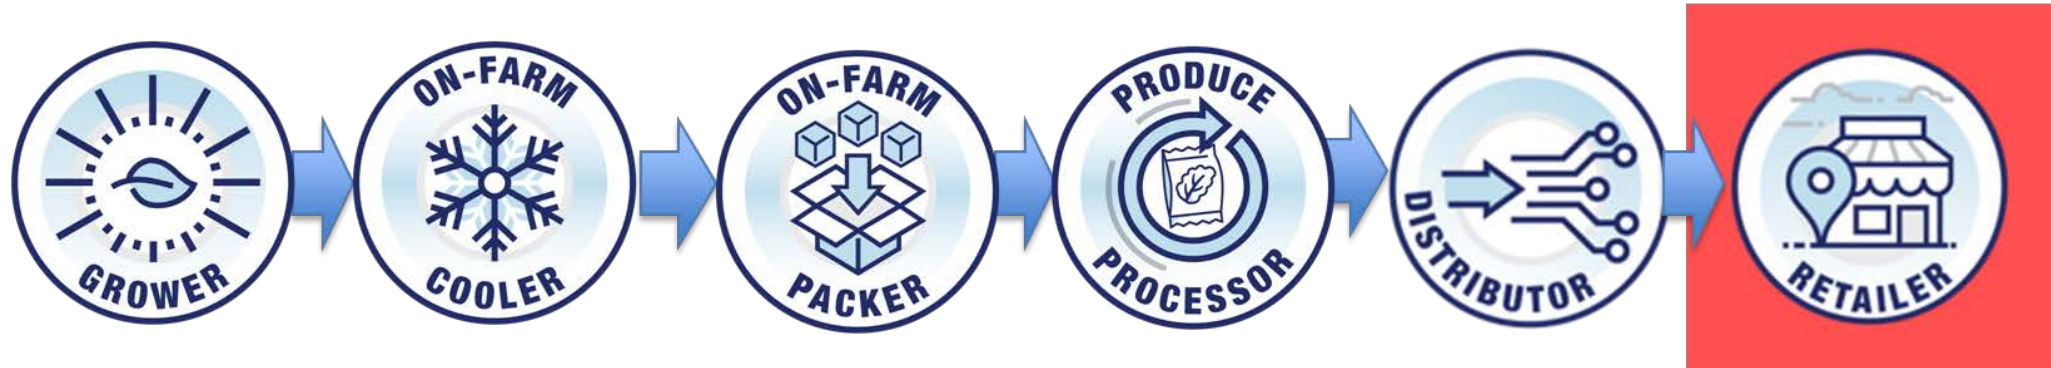 GROWER
ON-FARM
COOLER
ON-FARM
PACKER
PRODUCE
PROCESSOR
DISTRIBUTOR
RETAILER